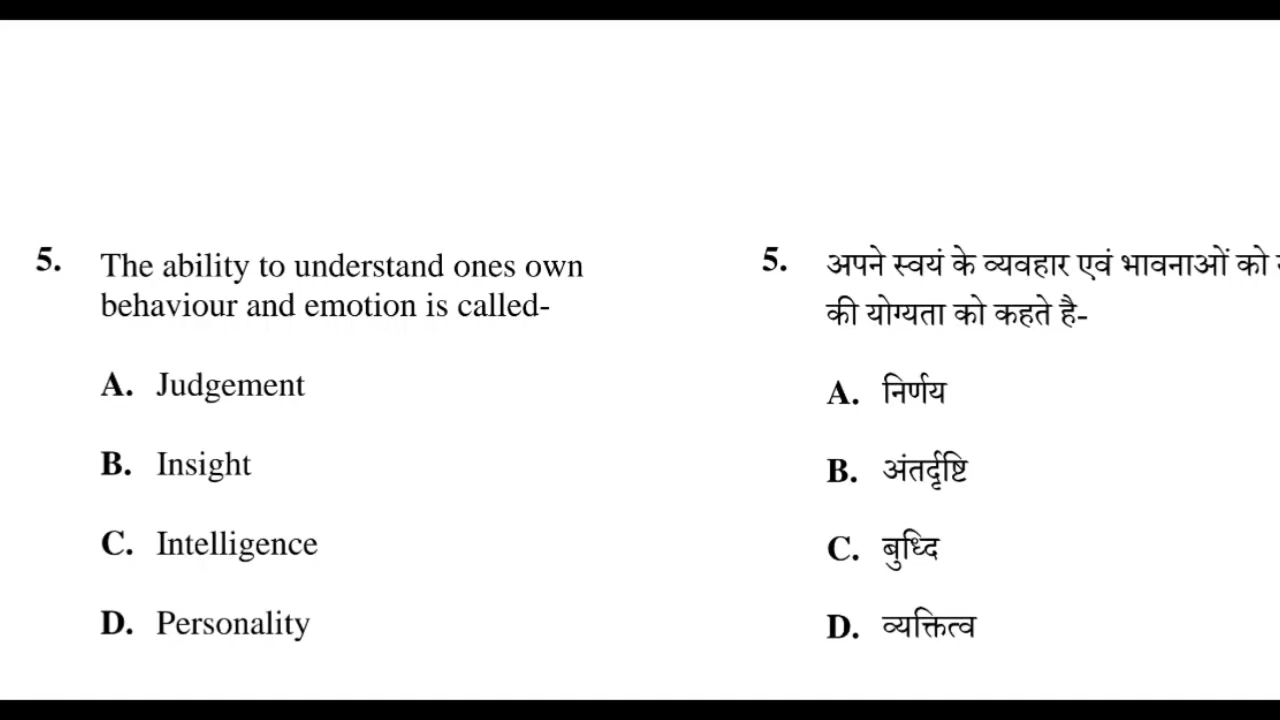 5. The ability to understand ones own
behaviour and emotion is called-
A. Judgement
B. Insight
C. Intelligence
D. Personality
5. अपने स्वयं के व्यवहार एवं भावनाओं को
की योग्यता को कहते है-
A. निर्णय
B. अंतर्दृष्टि
C. बुध्दि
D. व्यक्तित्व